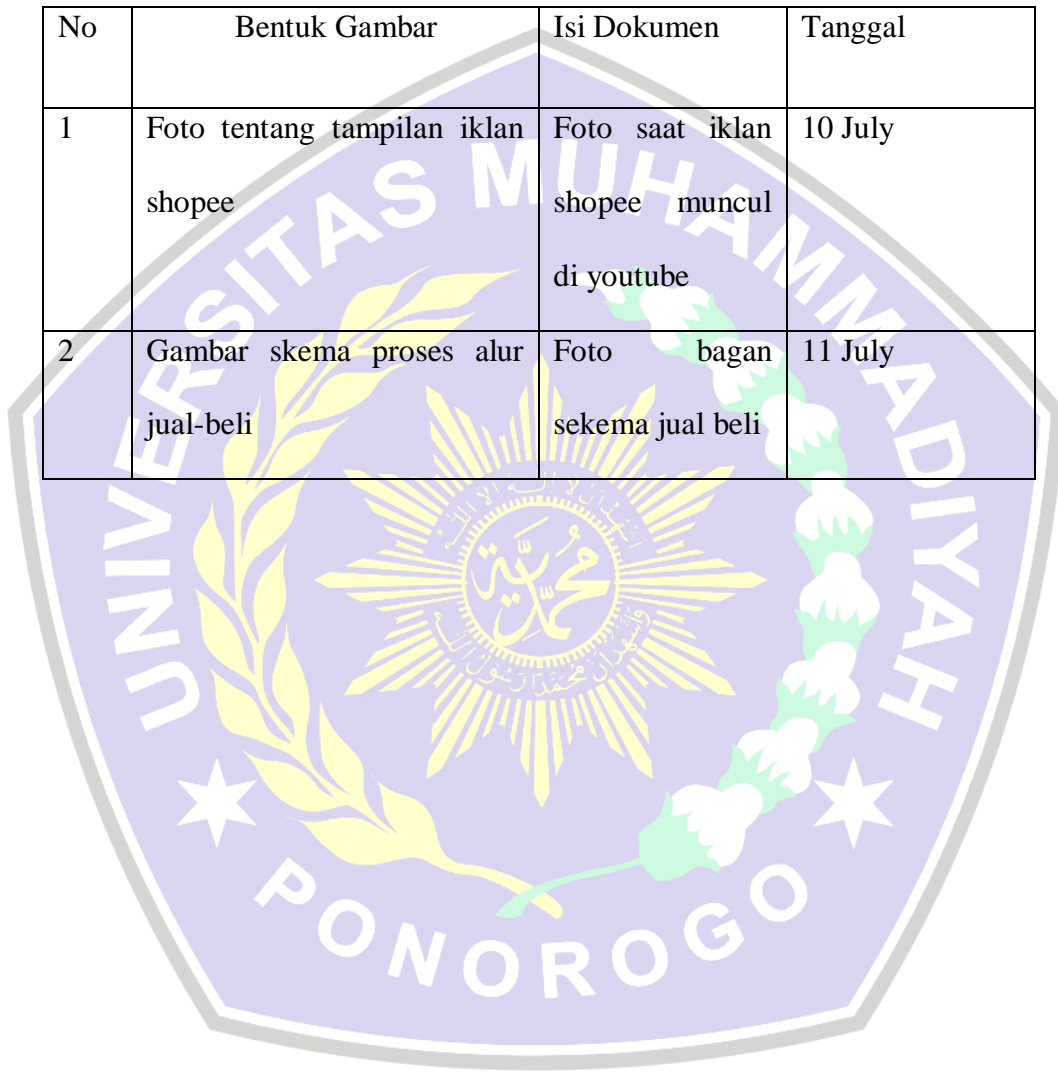 No Bentuk Gambar Isi Dokumen Tanggal
1 Foto tentang tampilan iklan Foto saat iklan 10 July
shopee shopee muncul
di youtube
2 Gambar skema proses alur Foto bagan 11 July
jual-beli sekema jual beli
UNIVERSITAS MUHAMMADIYAH
PONOROGO
محمدية